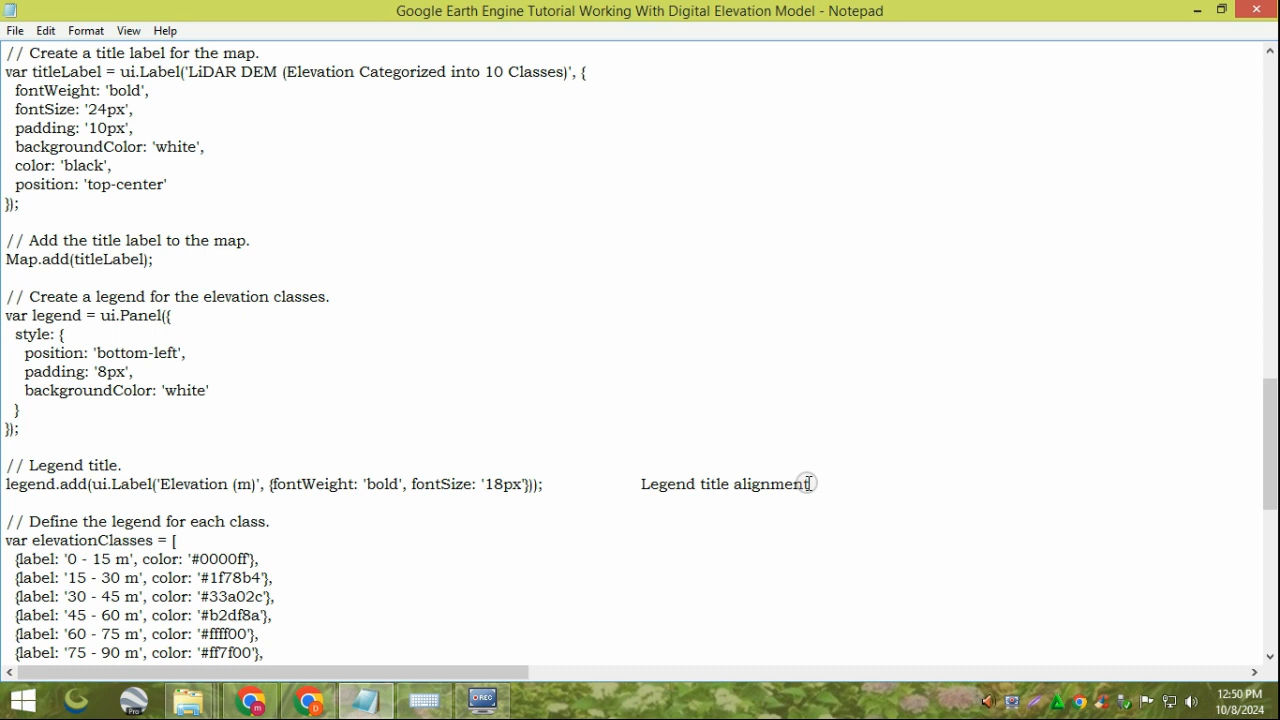 Google Earth Engine Tutorial Working With Digital Elevation Model - Notepad
File Edit Format View Help
// Create a title label for the map.
var titleLabel = ui.Label('LiDAR DEM (Elevation Categorized into 10 Classes)', {
  fontWeight: 'bold',
  fontSize: '24px',
  padding: '10px',
  backgroundColor: 'white',
  color: 'black',
  position: 'top-center'
});
// Add the title label to the map.
Map.add(titleLabel);
// Create a legend for the elevation classes.
var legend = ui.Panel({
  style: {
    position: 'bottom-left',
    padding: '8px',
    backgroundColor: 'white'
  }
});
// Legend title.
legend.add(ui.Label('Elevation (m)', {fontWeight: 'bold', fontSize: '18px'})); Legend title alignment
// Define the legend for each class.
var elevationClasses = [
  {label: '0 - 15 m', color: '#0000ff'},
  {label: '15 - 30 m', color: '#1f78b4'},
  {label: '30 - 45 m', color: '#33a02c'},
  {label: '45 - 60 m', color: '#b2df8a'},
  {label: '60 - 75 m', color: '#ffff00'},
  {label: '75 - 90 m', color: '#ff7f00'},
Pro m D REC 12:50 PM
10/8/2024